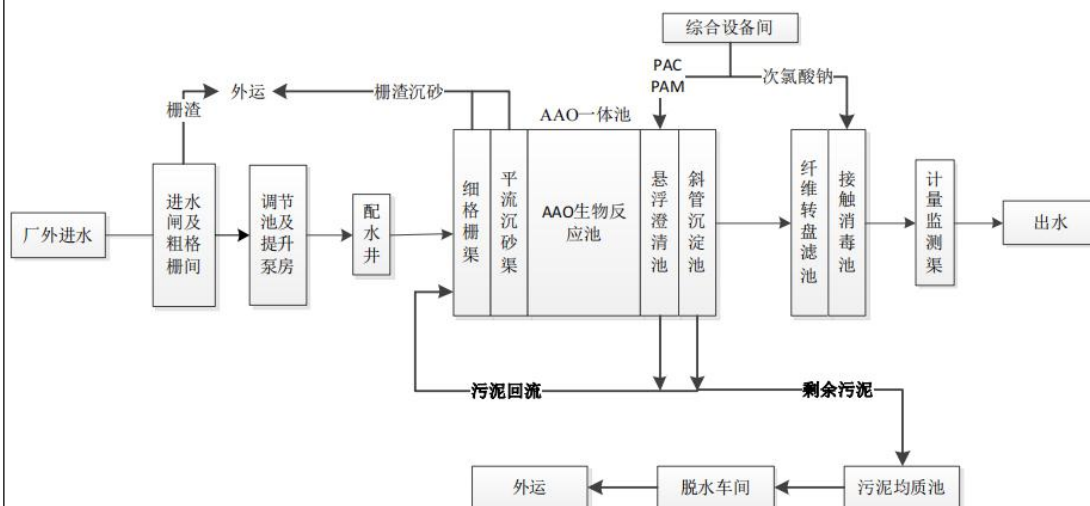 综合设备间
PAC
PAM
次氯酸钠
外运
栅渣沉砂
栅渣
AAO一体池
厂外进水
进水
闸及
粗格
栅间
调节
池及
提升
泵房
配水井
细格栅渠
平流沉砂渠
AAO生物反
应池
悬浮澄清池
斜管沉淀池
纤维转盘滤池
接触消毒池
计量监测渠
出水
污泥回流
剩余污泥
外运
脱水车间
污泥均质池